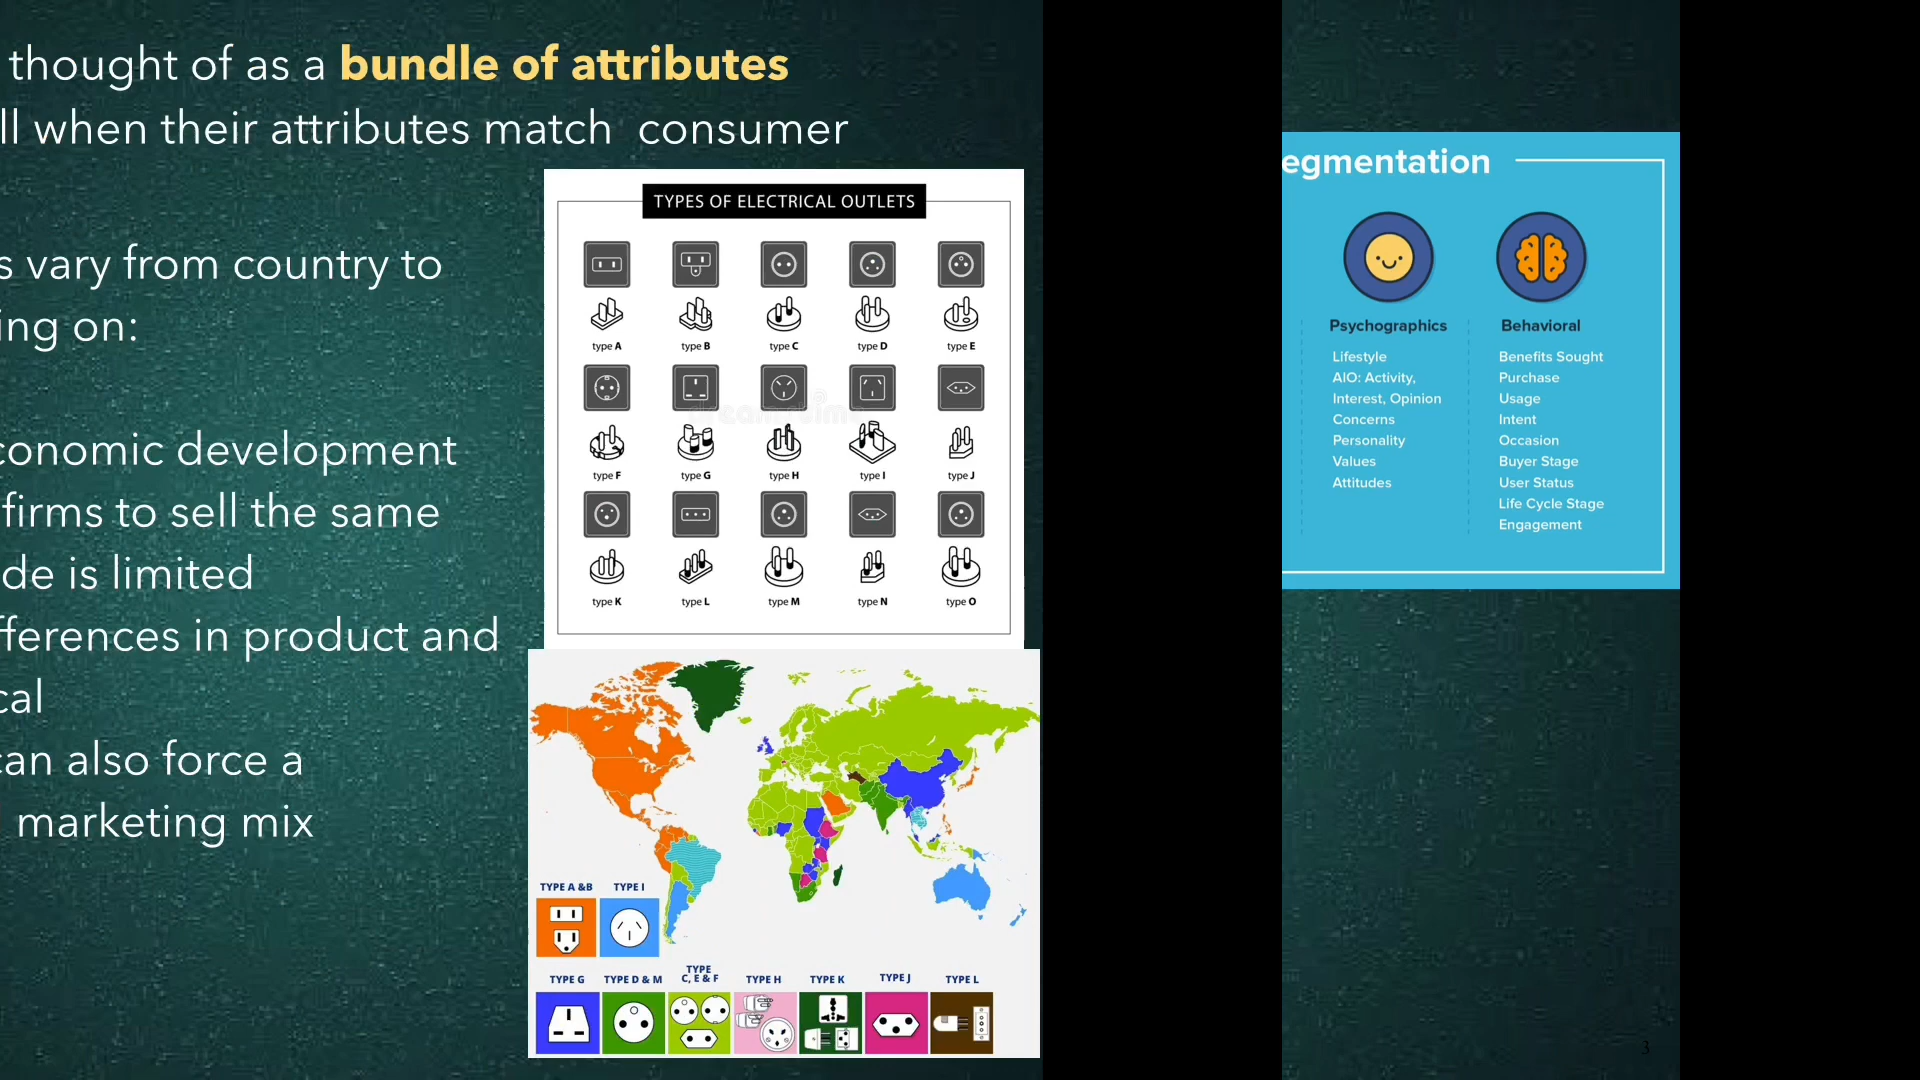 thought of as a bundle of attributes
ll when their attributes match consumer
s vary from country to
ing on:
conomic development
firms to sell the same
de is limited
fferences in product and
cal
can also force a
marketing mix
TYPES OF ELECTRICAL OUTLETS
type A type B type C type D type E
type F type G type H type I type J
type K type L type M type N type O
dreamstime
TYPE A &B TYPE I
TYPE G TYPE D & M TYPE C, E & F TYPE H TYPE K TYPE J TYPE L
egmentation
Psychographics
Lifestyle
AIO: Activity,
Interest, Opinion
Concerns
Personality
Values
Attitudes
Behavioral
Benefits Sought
Purchase
Usage
Intent
Occasion
Buyer Stage
User Status
Life Cycle Stage
Engagement
3